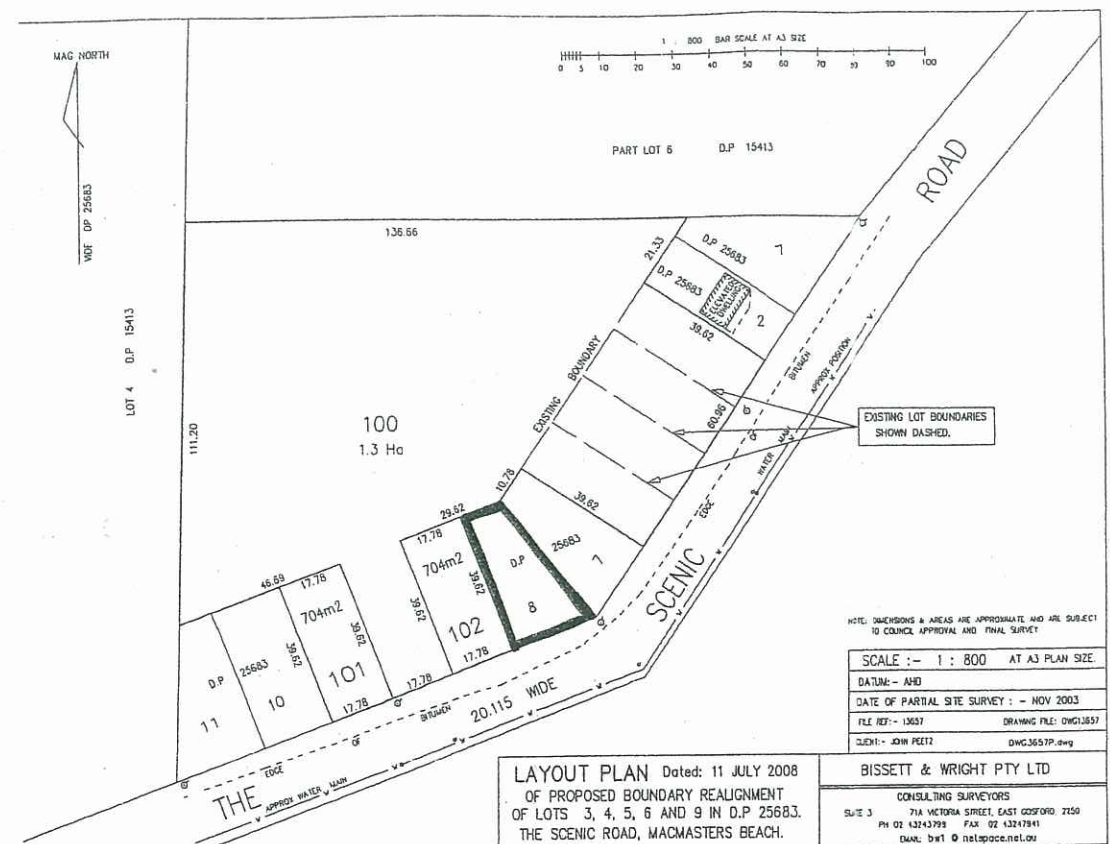 MAG NORTH
VIDE DP 25683
1 : 800 BAR SCALE AT A3 SIZE
0 5 10 20 30 40 50 60 70 90 100
PART LOT 6 D.P 15413
ROAD
LOT 4 D.P 15413
136.66
111.20
100
1.3 Ha
21.33
D.P 25683
7
D.P 25683
ELEVATED
DWELLING
2
39.62
EXISTING BOUNDARY
60.96
BITUMEN
APPROX POSITION
WATER MAIN
EDGE
EXISTING LOT BOUNDARIES
SHOWN DASHED.
10.78
39.62
29.62
17.78
704m2
39.62
39.62
102
17.78
D.P 25683
8
7
SCENIC
46.69
17.78
704m2
39.62
39.62
101
17.78
17.78
D.P 25683
10
11
BITUMEN
20.115 WIDE
OF
EDGE
THE
APPROX WATER MAIN
NOTE: DIMENSIONS & AREAS ARE APPROXIMATE AND ARE SUBJECT
TO COUNCIL APPROVAL AND FINAL SURVEY
SCALE :- 1 : 800 AT A3 PLAN SIZE.
DATUM:- AHD
DATE OF PARTIAL SITE SURVEY : - NOV 2003
FILE REF:- 13657 DRAWING FILE: DWG13657
CLIENT:- JOHN PEETZ DWG3657P.dwg
LAYOUT PLAN Dated: 11 JULY 2008
OF PROPOSED BOUNDARY REALIGNMENT
OF LOTS 3, 4, 5, 6 AND 9 IN D.P 25683.
THE SCENIC ROAD, MACMASTERS BEACH.
BISSETT & WRIGHT PTY LTD
CONSULTING SURVEYORS
SUITE 3 71A VICTORIA STREET, EAST GOSFORD, 2250
PH 02 43243799 FAX 02 43247841
EMAIL: bw1 @ nelspace.net.au